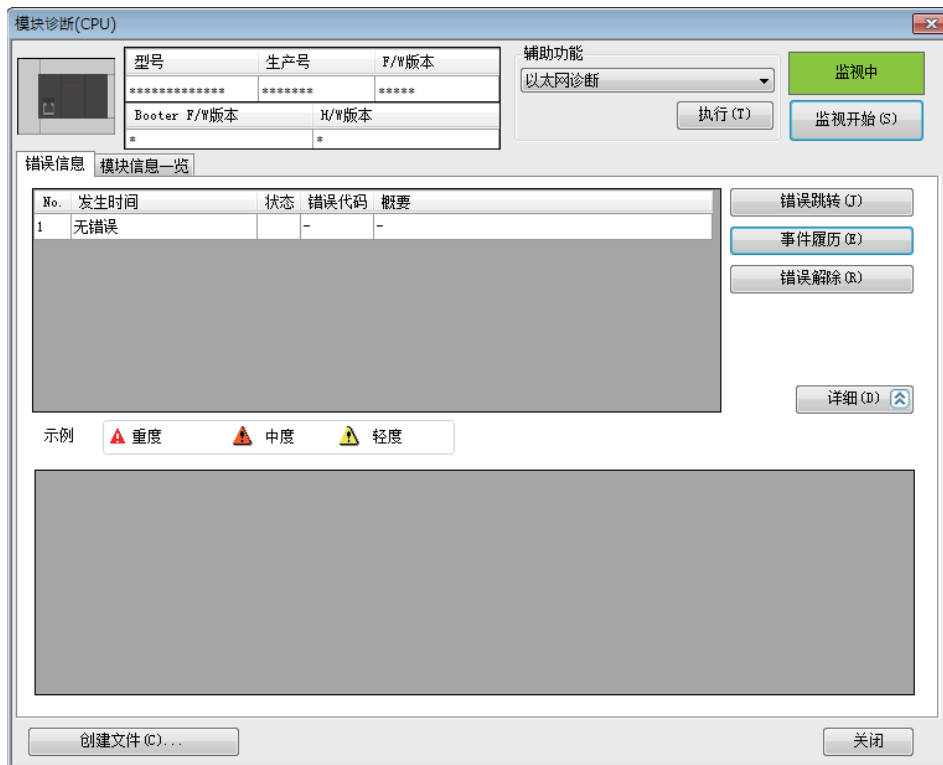 模块诊断(CPU)
型号 生产号 F/W版本
************* ******* *****
Booter F/W版本 H/W版本
* *
辅助功能
以太网诊断
执行(T)
监视中
监视开始(S)
错误信息 模块信息一览
No. 发生时间 状态 错误代码 概要
1 无错误 - -
错误跳转(J)
事件履历(E)
错误解除(R)
详细(D)
示例 重度 中度 轻度
创建文件(C)... 关闭